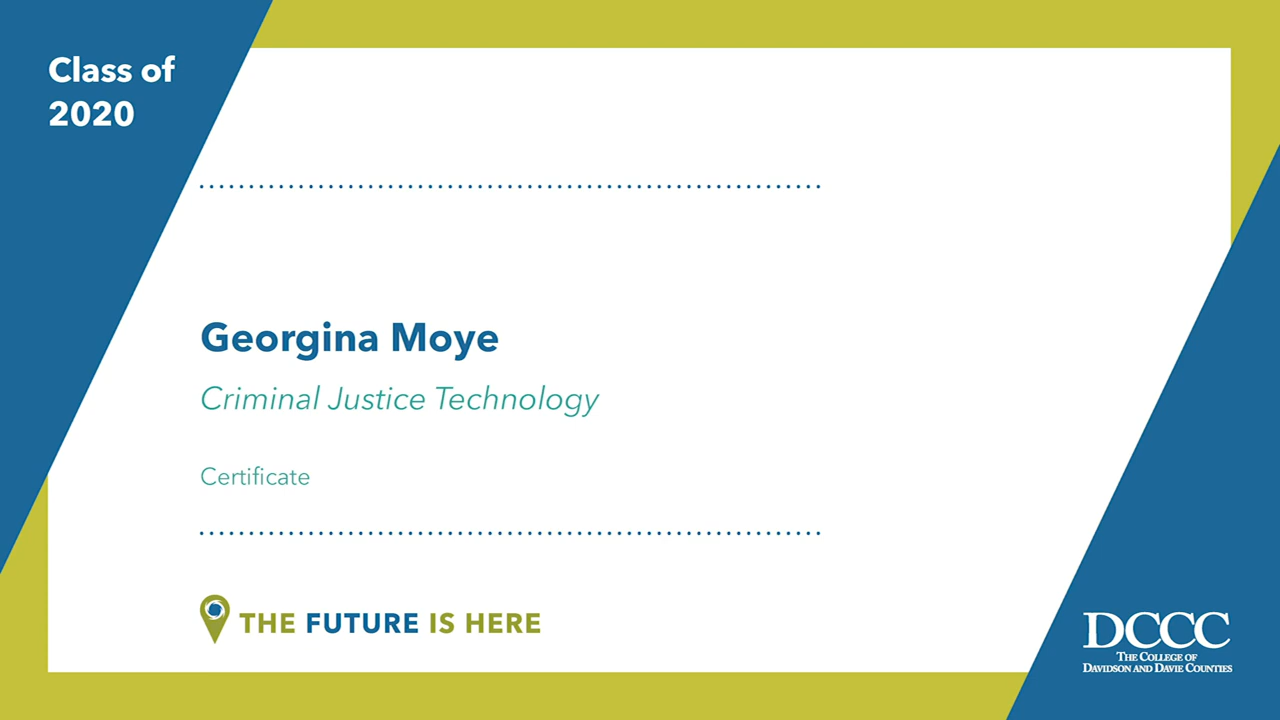 Class of
2020
Georgina Moye
Criminal Justice Technology
Certificate
THE FUTURE IS HERE
DCCC
THE COLLEGE OF
DAVIDSON AND DAVIE COUNTIES